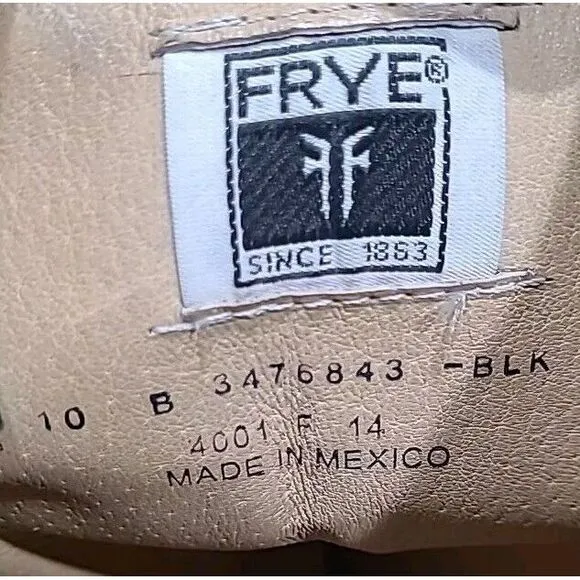 FRYE®
SINCE 1863
10 B 3476843 -BLK
4001 F 14
MADE IN MEXICO